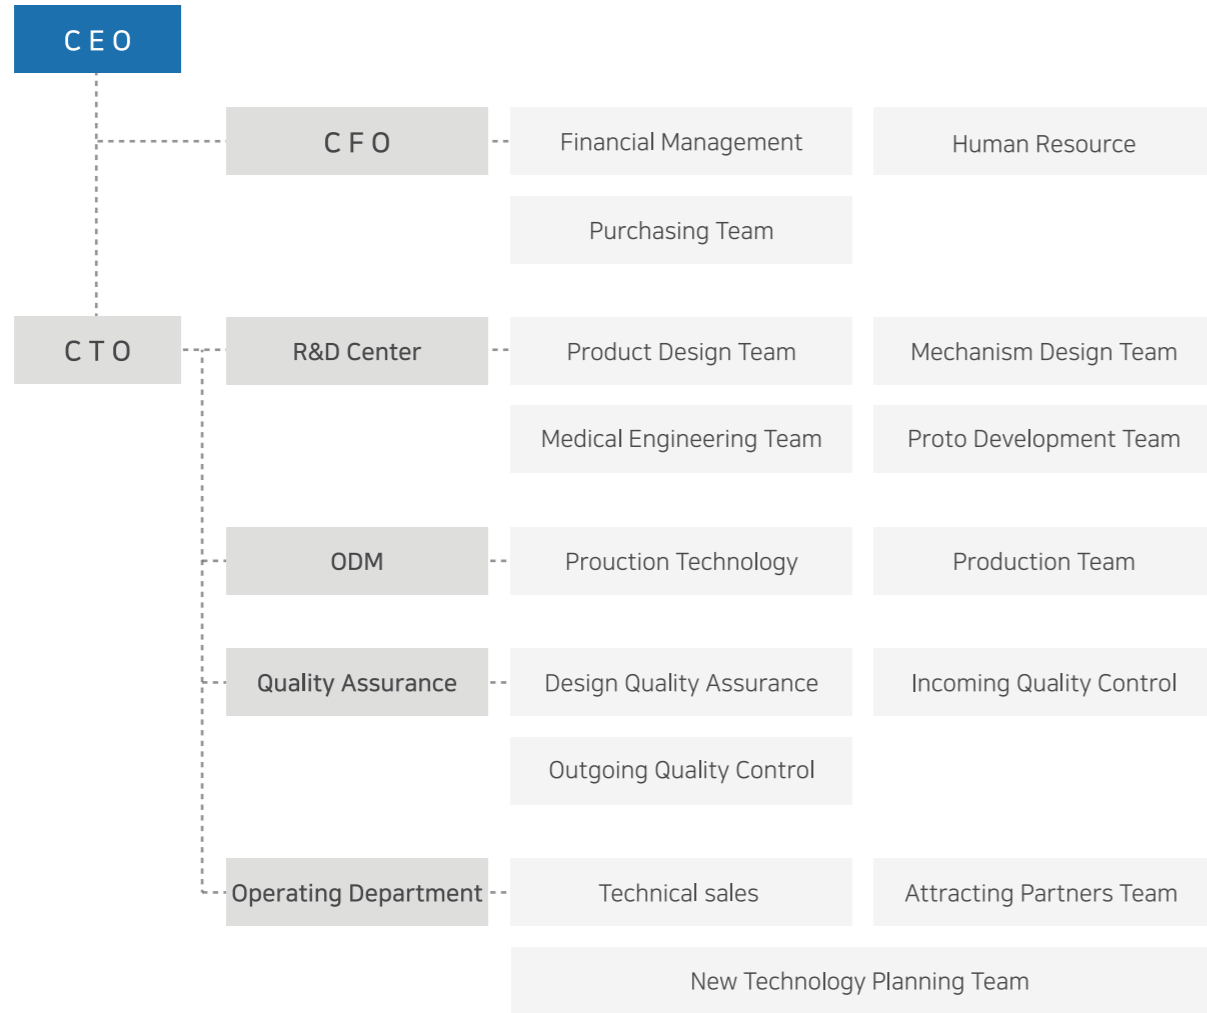 CEO
CFO
Financial Management
Human Resource
Purchasing Team
CTO
R&D Center
Product Design Team
Mechanism Design Team
Medical Engineering Team
Proto Development Team
ODM
Prouction Technology
Production Team
Quality Assurance
Design Quality Assurance
Incoming Quality Control
Outgoing Quality Control
Operating Department
Technical sales
Attracting Partners Team
New Technology Planning Team